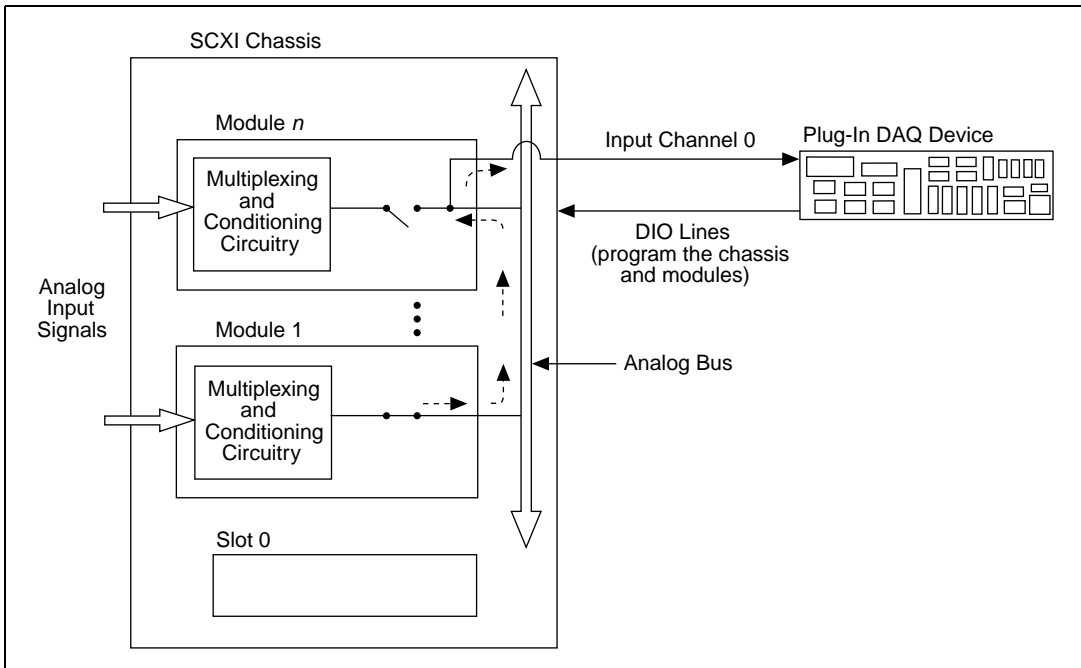 SCXI Chassis
Module n
Input Channel 0
Plug-In DAQ Device
Multiplexing
and
Conditioning
Circuitry
DIO Lines
(program the chassis
and modules)
Analog
Input
Signals
Module 1
Analog Bus
Multiplexing
and
Conditioning
Circuitry
Slot 0